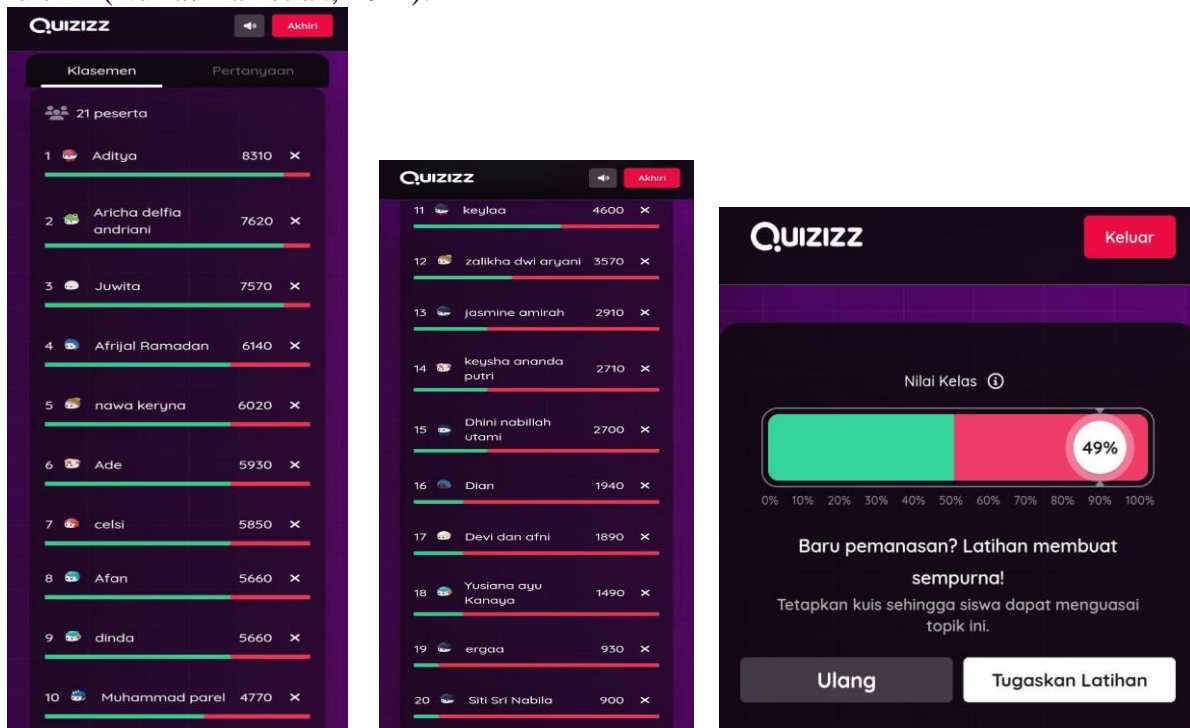 QUIZIZZ
Akhiri
Klasemen Pertanyaan
21 peserta
1 Aditya 8310 ×
2 Aricha delfia andriani 7620 ×
3 Juwita 7570 ×
4 Afrijal Ramadan 6140 ×
5 nawa keryna 6020 ×
6 Ade 5930 ×
7 celsi 5850 ×
8 Afan 5660 ×
9 dinda 5660 ×
10 Muhammad parel 4770 ×
QUIZIZZ
Akhiri
11 keylaa 4600 ×
12 zalikha dwi aryani 3570 ×
13 jasmine amirah 2910 ×
14 keysha ananda putri 2710 ×
15 Dhini nabillah utami 2700 ×
16 Dian 1940 ×
17 Devi dan afni 1890 ×
18 Yusiana ayu Kanaya 1490 ×
19 ergaa 930 ×
20 Siti Sri Nabila 900 ×
QUIZIZZ
Keluar
Nilai Kelas
49%
0% 10% 20% 30% 40% 50% 60% 70% 80% 90% 100%
Baru pemanasan? Latihan membuat
sempurna!
Tetapkan kuis sehingga siswa dapat menguasai
topik ini.
Ulang
Tugaskan Latihan